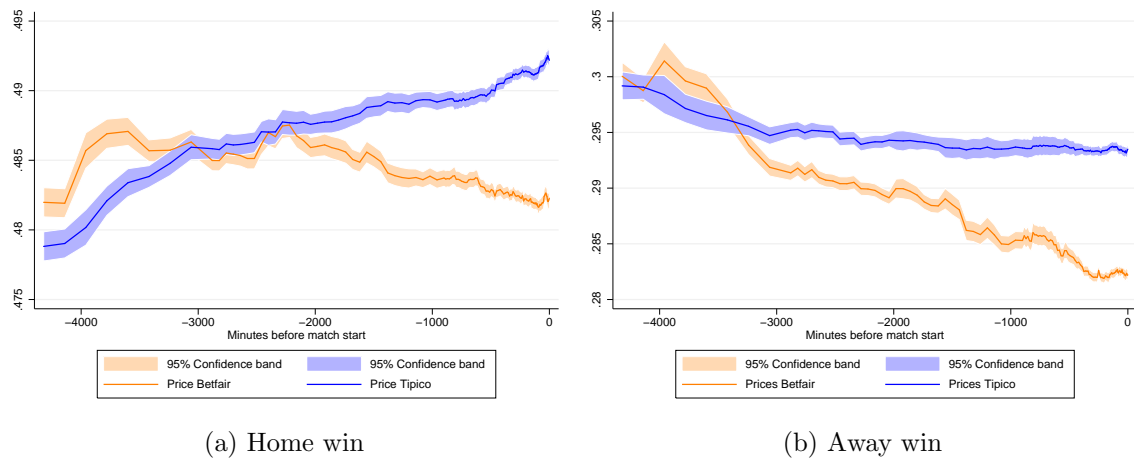 .495
.49
.485
.48
.475
−4000 −3000 −2000 −1000 0
Minutes before match start
95% Confidence band 95% Confidence band
Price Betfair Price Tipico
(a) Home win
.305
.3
.295
.29
.285
.28
−4000 −3000 −2000 −1000 0
Minutes before match start
95% Confidence band 95% Confidence band
Prices Betfair Prices Tipico
(b) Away win